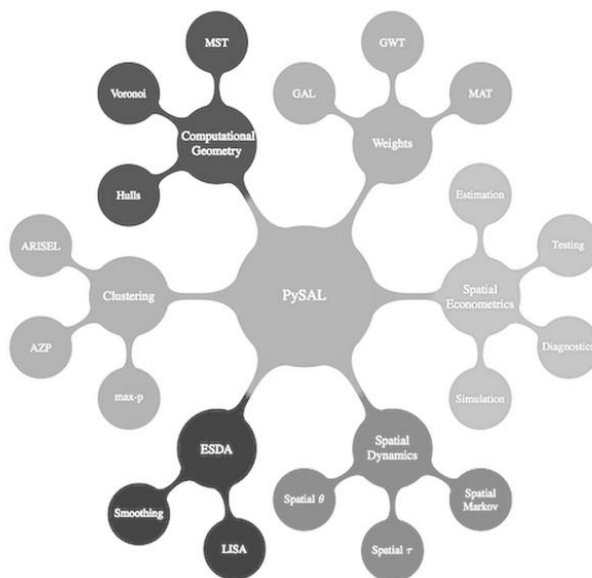 MST
GWT
Voronoi
GAL
MAT
Computational
Geometry
Weights
Hulls
Estimation
ARISEL
Testing
Clustering
PySAL
Spatial
Econometrics
AZP
Diagnostics
max-p
Simulation
ESDA
Spatial
Dynamics
Smoothing
Spatial θ
Spatial
Markov
LISA
Spatial τ